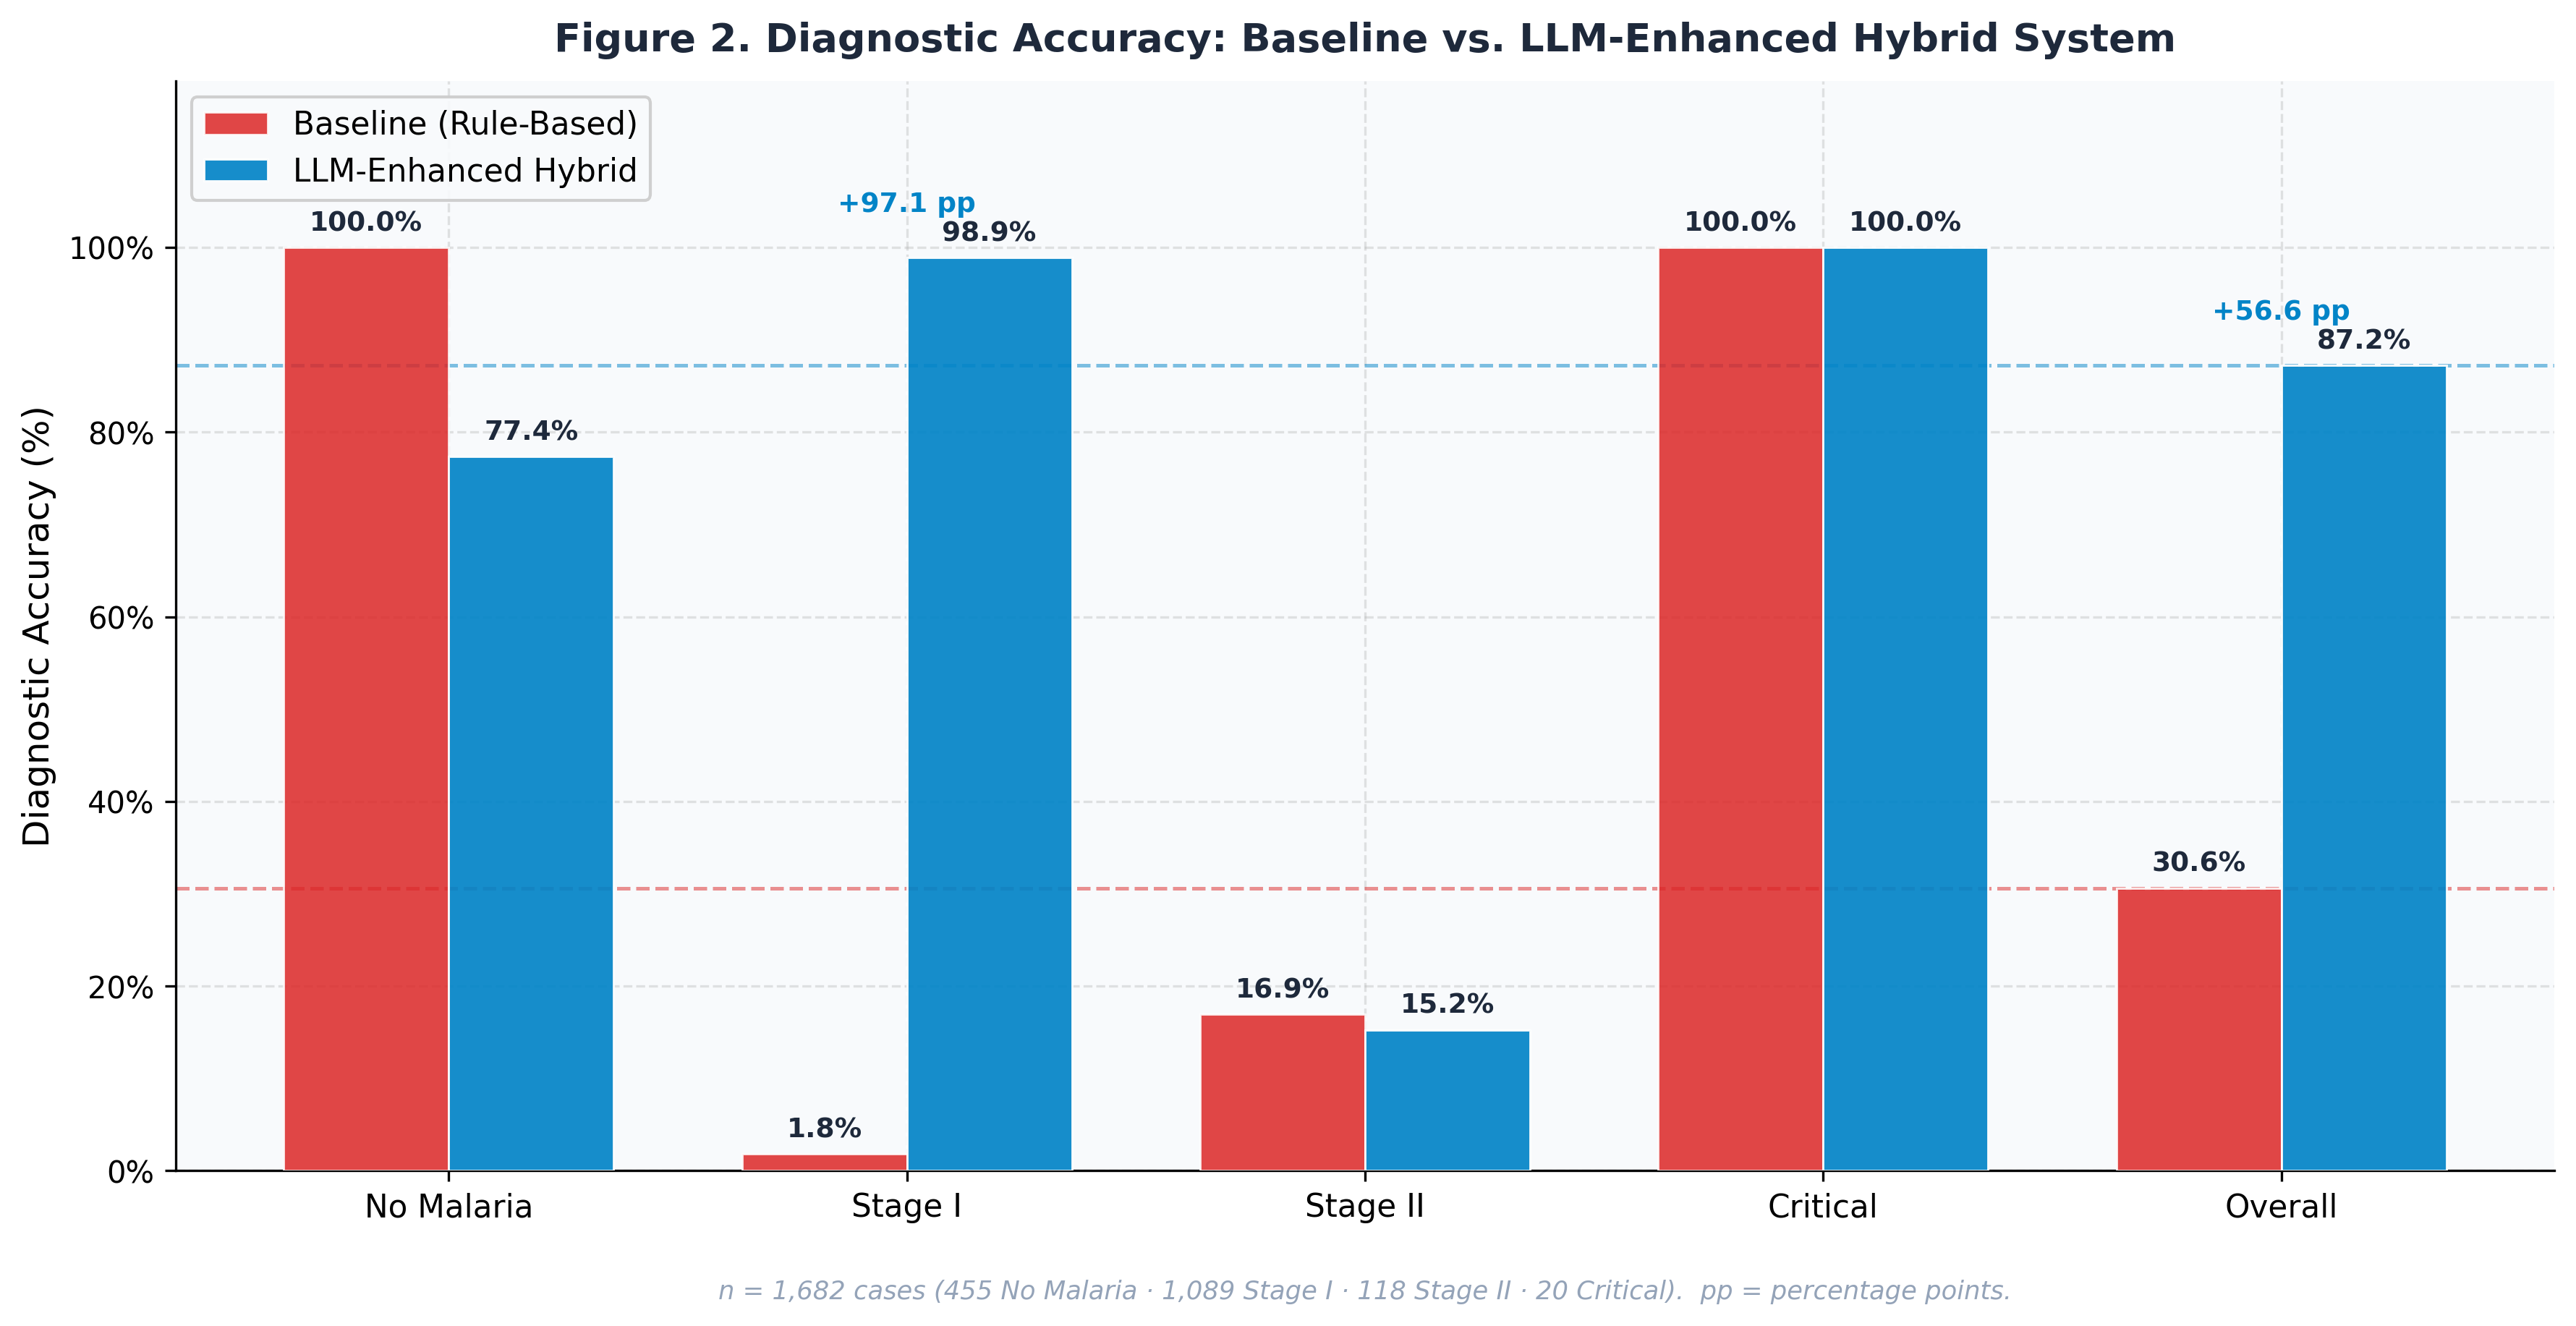 Figure 2. Diagnostic Accuracy: Baseline vs. LLM-Enhanced Hybrid System
Baseline (Rule-Based)
LLM-Enhanced Hybrid
Diagnostic Accuracy (%)
100%
80%
60%
40%
20%
0%
100.0%
77.4%
+97.1 pp
98.9%
1.8%
16.9%
15.2%
100.0%
100.0%
+56.6 pp
87.2%
30.6%
No Malaria
Stage I
Stage II
Critical
Overall
n = 1,682 cases (455 No Malaria · 1,089 Stage I · 118 Stage II · 20 Critical).  pp = percentage points.